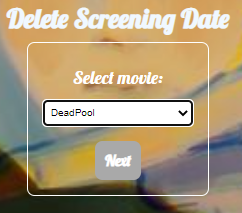 Delete Screening Date
Select movie:
DeadPool
Next